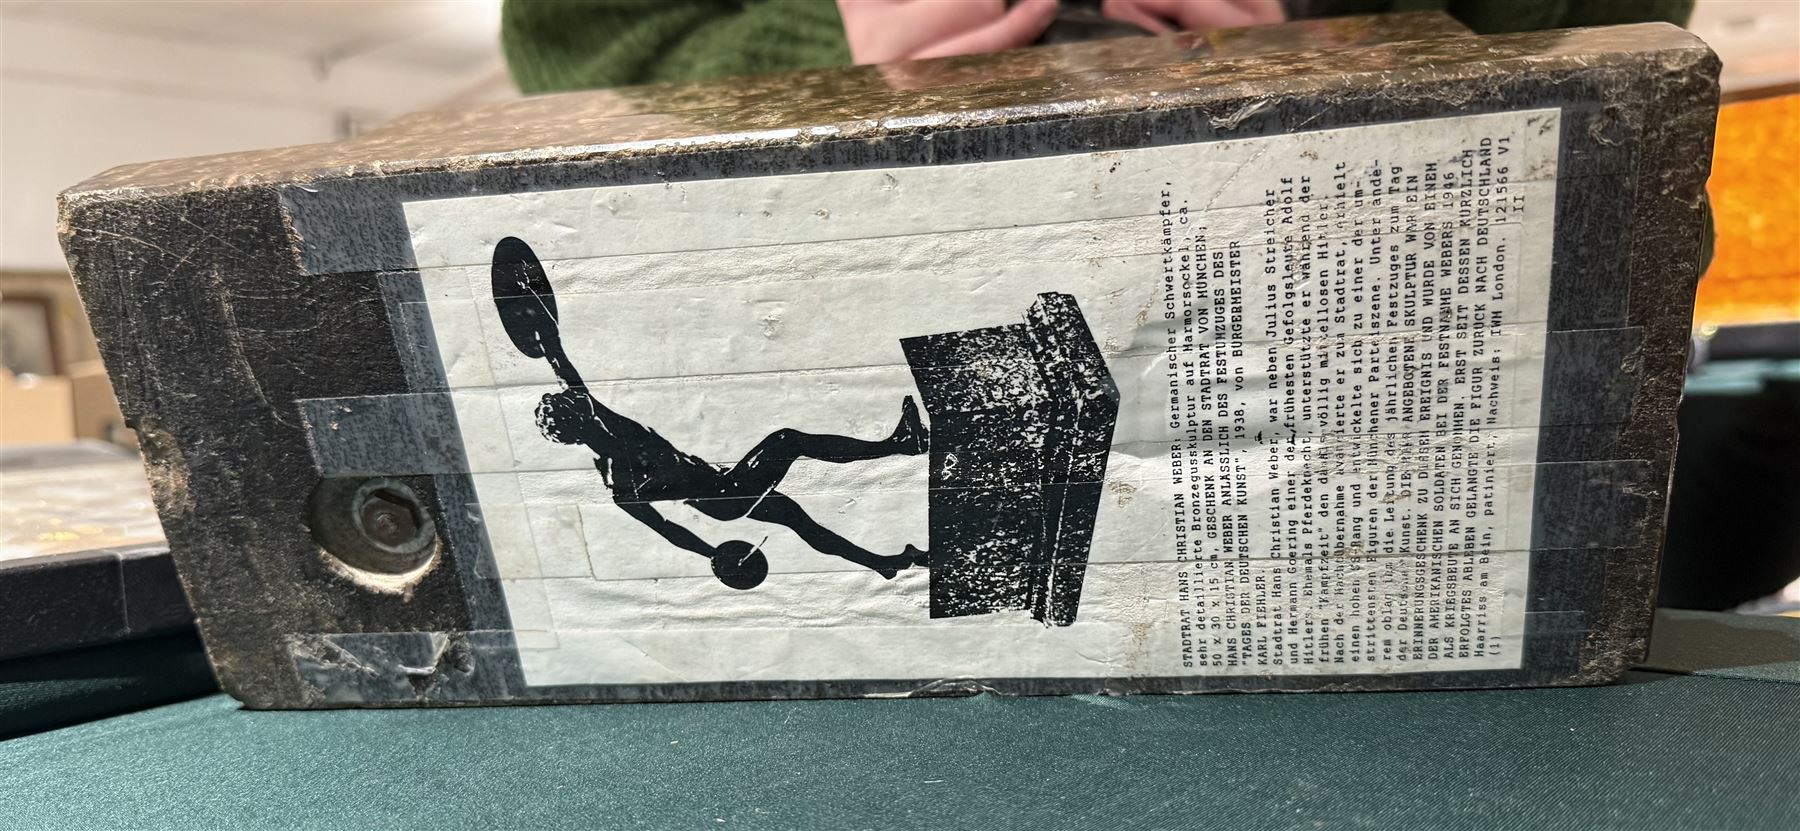 STADTRAT HANS CHRISTIAN WEBER: Germanischer Schwertkämpfer,
sehr detaillierte Bronzegusskulptur auf Marmorsockel, ca.
50 x 30 x 15 cm, GESCHENK AN DEN STADTRAT VON MÜNCHEN;
HANS CHRISTIAN WEBER ANLASSLICH DES FESTUMZUGES DES
"TAGES DER DEUTSCHEN KUNST", 1938, von BÜRGERMEISTER
KARL FIEHLER.
Stadtrat Hans Christian Weber, war neben Julius Streicher
und Hermann Goering einer der frühesten Gefolgsleute Adolf
Hitlers. Ehemals Pferdeknecht, unterstützte er während der
frühen "Kampfzeit" den damals völlig mittellosen Hitler.
Nach der Machtübernahme avancierte er zum Stadtrat, erhielt
einen hohen SS-Rang und entwickelte sich zu einer der um-
strittensten Figuren der Münchner Parteiszene. Unter ande-
rem oblag ihm die Leitung des jährlichen Festzuges zum Tag
der Deutschen Kunst. DIE HIER ANGEBOTENE SKULPTUR WAR EIN
ERINNERUNGSGESCHENK ZU DIESEM EREIGNIS UND WURDE VON EINEM
DER AMERIKANISCHEN SOLDATEN BEI DER FESTNAHME WEBERS 1946
ALS KRIEGSBEUTE AN SICH GENOMMEN. ERST SEIT DESSEN KÜRZLICH
ERFOLGTES ABLEBEN GELANGTE DIE FIGUR ZURÜCK NACH DEUTSCHLAND
Haarriss am Bein, patiniert, Nachweis: IWM London. 121566 V1
(1) II